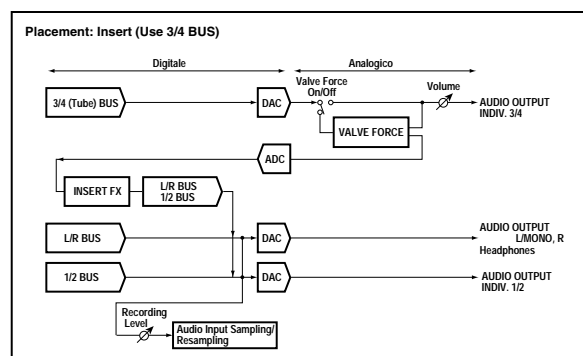 Placement: Insert (Use 3/4 BUS)
Digitale
Analogico
Valve Force
On/Off
Volume
3/4 (Tube) BUS
DAC
AUDIO OUTPUT
INDIV. 3/4
VALVE FORCE
ADC
INSERT FX
L/R BUS
1/2 BUS
L/R BUS
DAC
AUDIO OUTPUT
L/MONO, R
Headphones
1/2 BUS
DAC
AUDIO OUTPUT
INDIV. 1/2
Recording
Level
Audio Input Sampling/
Resampling